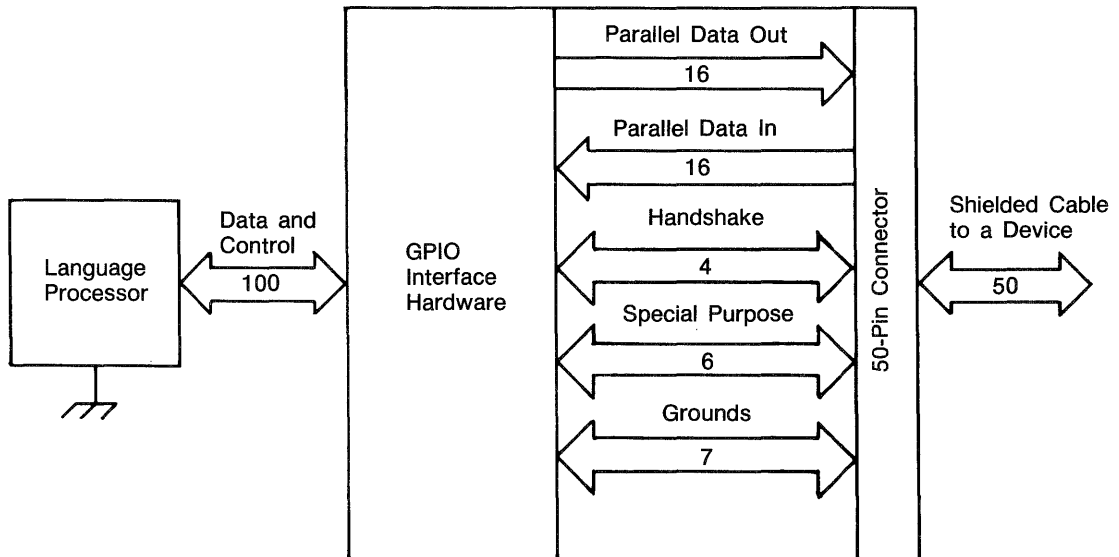 Parallel Data Out
16
Parallel Data In
16
Handshake
4
Special Purpose
6
Grounds
7
Language
Processor
Data and
Control
100
GPIO
Interface
Hardware
50-Pin Connector
Shielded Cable
to a Device
50